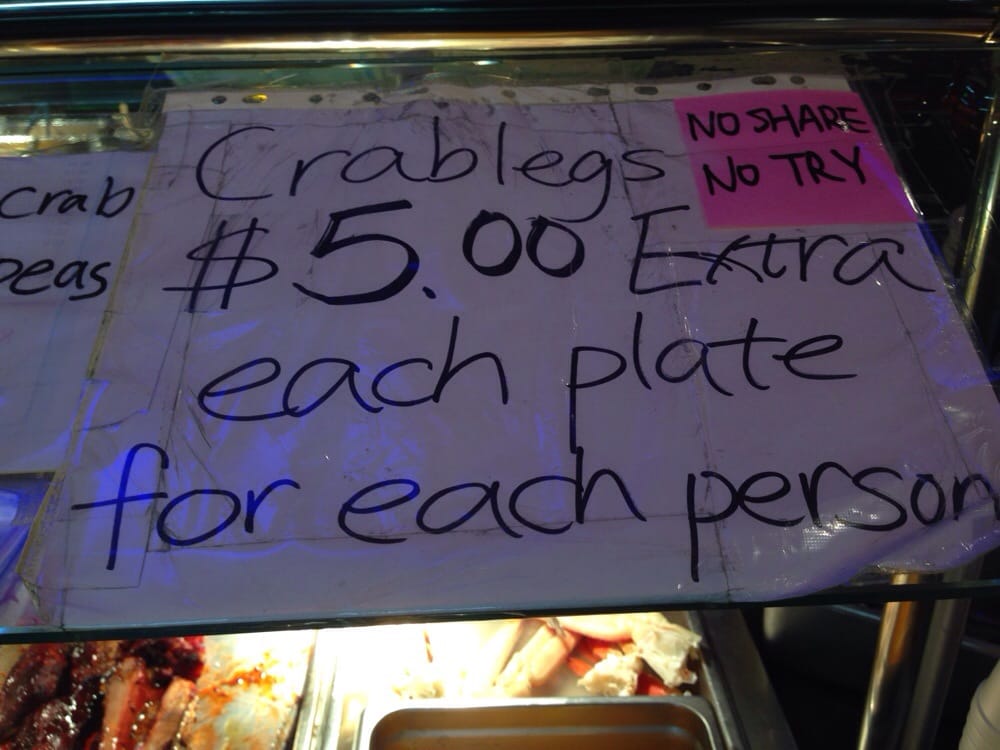 Crablegs
$5.00 Extra
each plate
for each person
NO SHARE
NO TRY
crab
peas